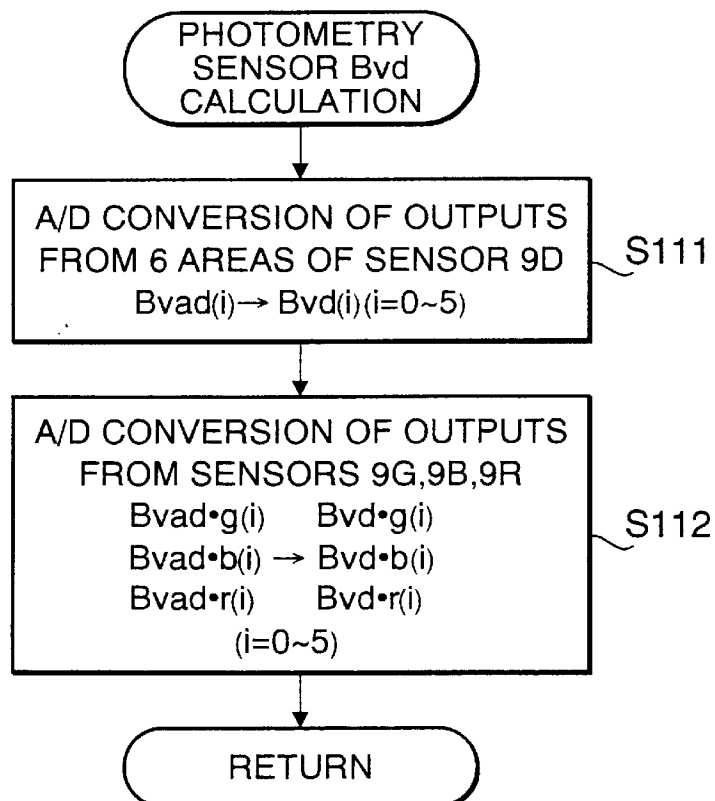 PHOTOMETRY
SENSOR Bvd
CALCULATION
A/D CONVERSION OF OUTPUTS
FROM 6 AREAS OF SENSOR 9D
Bvad(i)→ Bvd(i)(i=0~5)
S111
A/D CONVERSION OF OUTPUTS
FROM SENSORS 9G,9B,9R
Bvad•g(i) Bvd•g(i)
Bvad•b(i) → Bvd•b(i)
Bvad•r(i) Bvd•r(i)
(i=0~5)
S112
RETURN